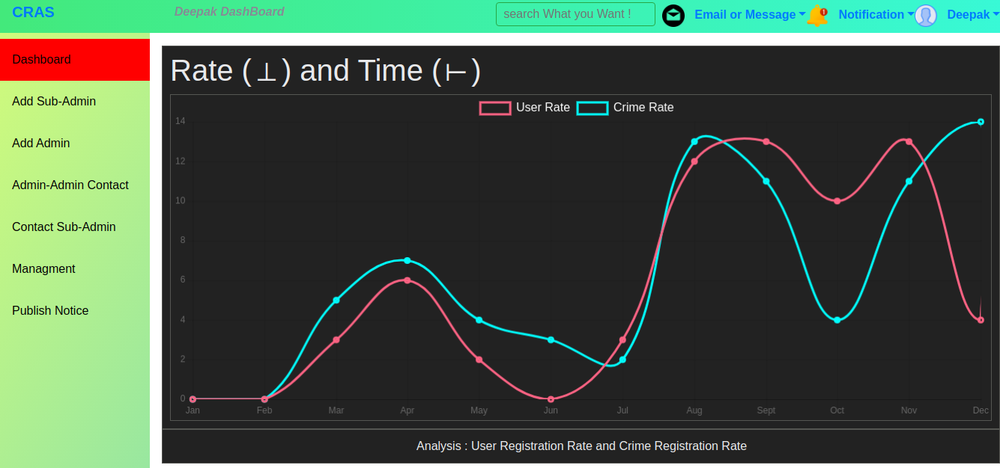 CRAS
Deepak DashBoard
search What you Want !
Email or Message
1
Notification
Deepak
Dashboard
Add Sub-Admin
Add Admin
Admin-Admin Contact
Contact Sub-Admin
Managment
Publish Notice
Rate (⊥) and Time (⊢)
User Rate Crime Rate
14
12
10
8
6
4
2
0
Jan Feb Mar Apr May Jun Jul Aug Sept Oct Nov Dec
Analysis : User Registration Rate and Crime Registration Rate